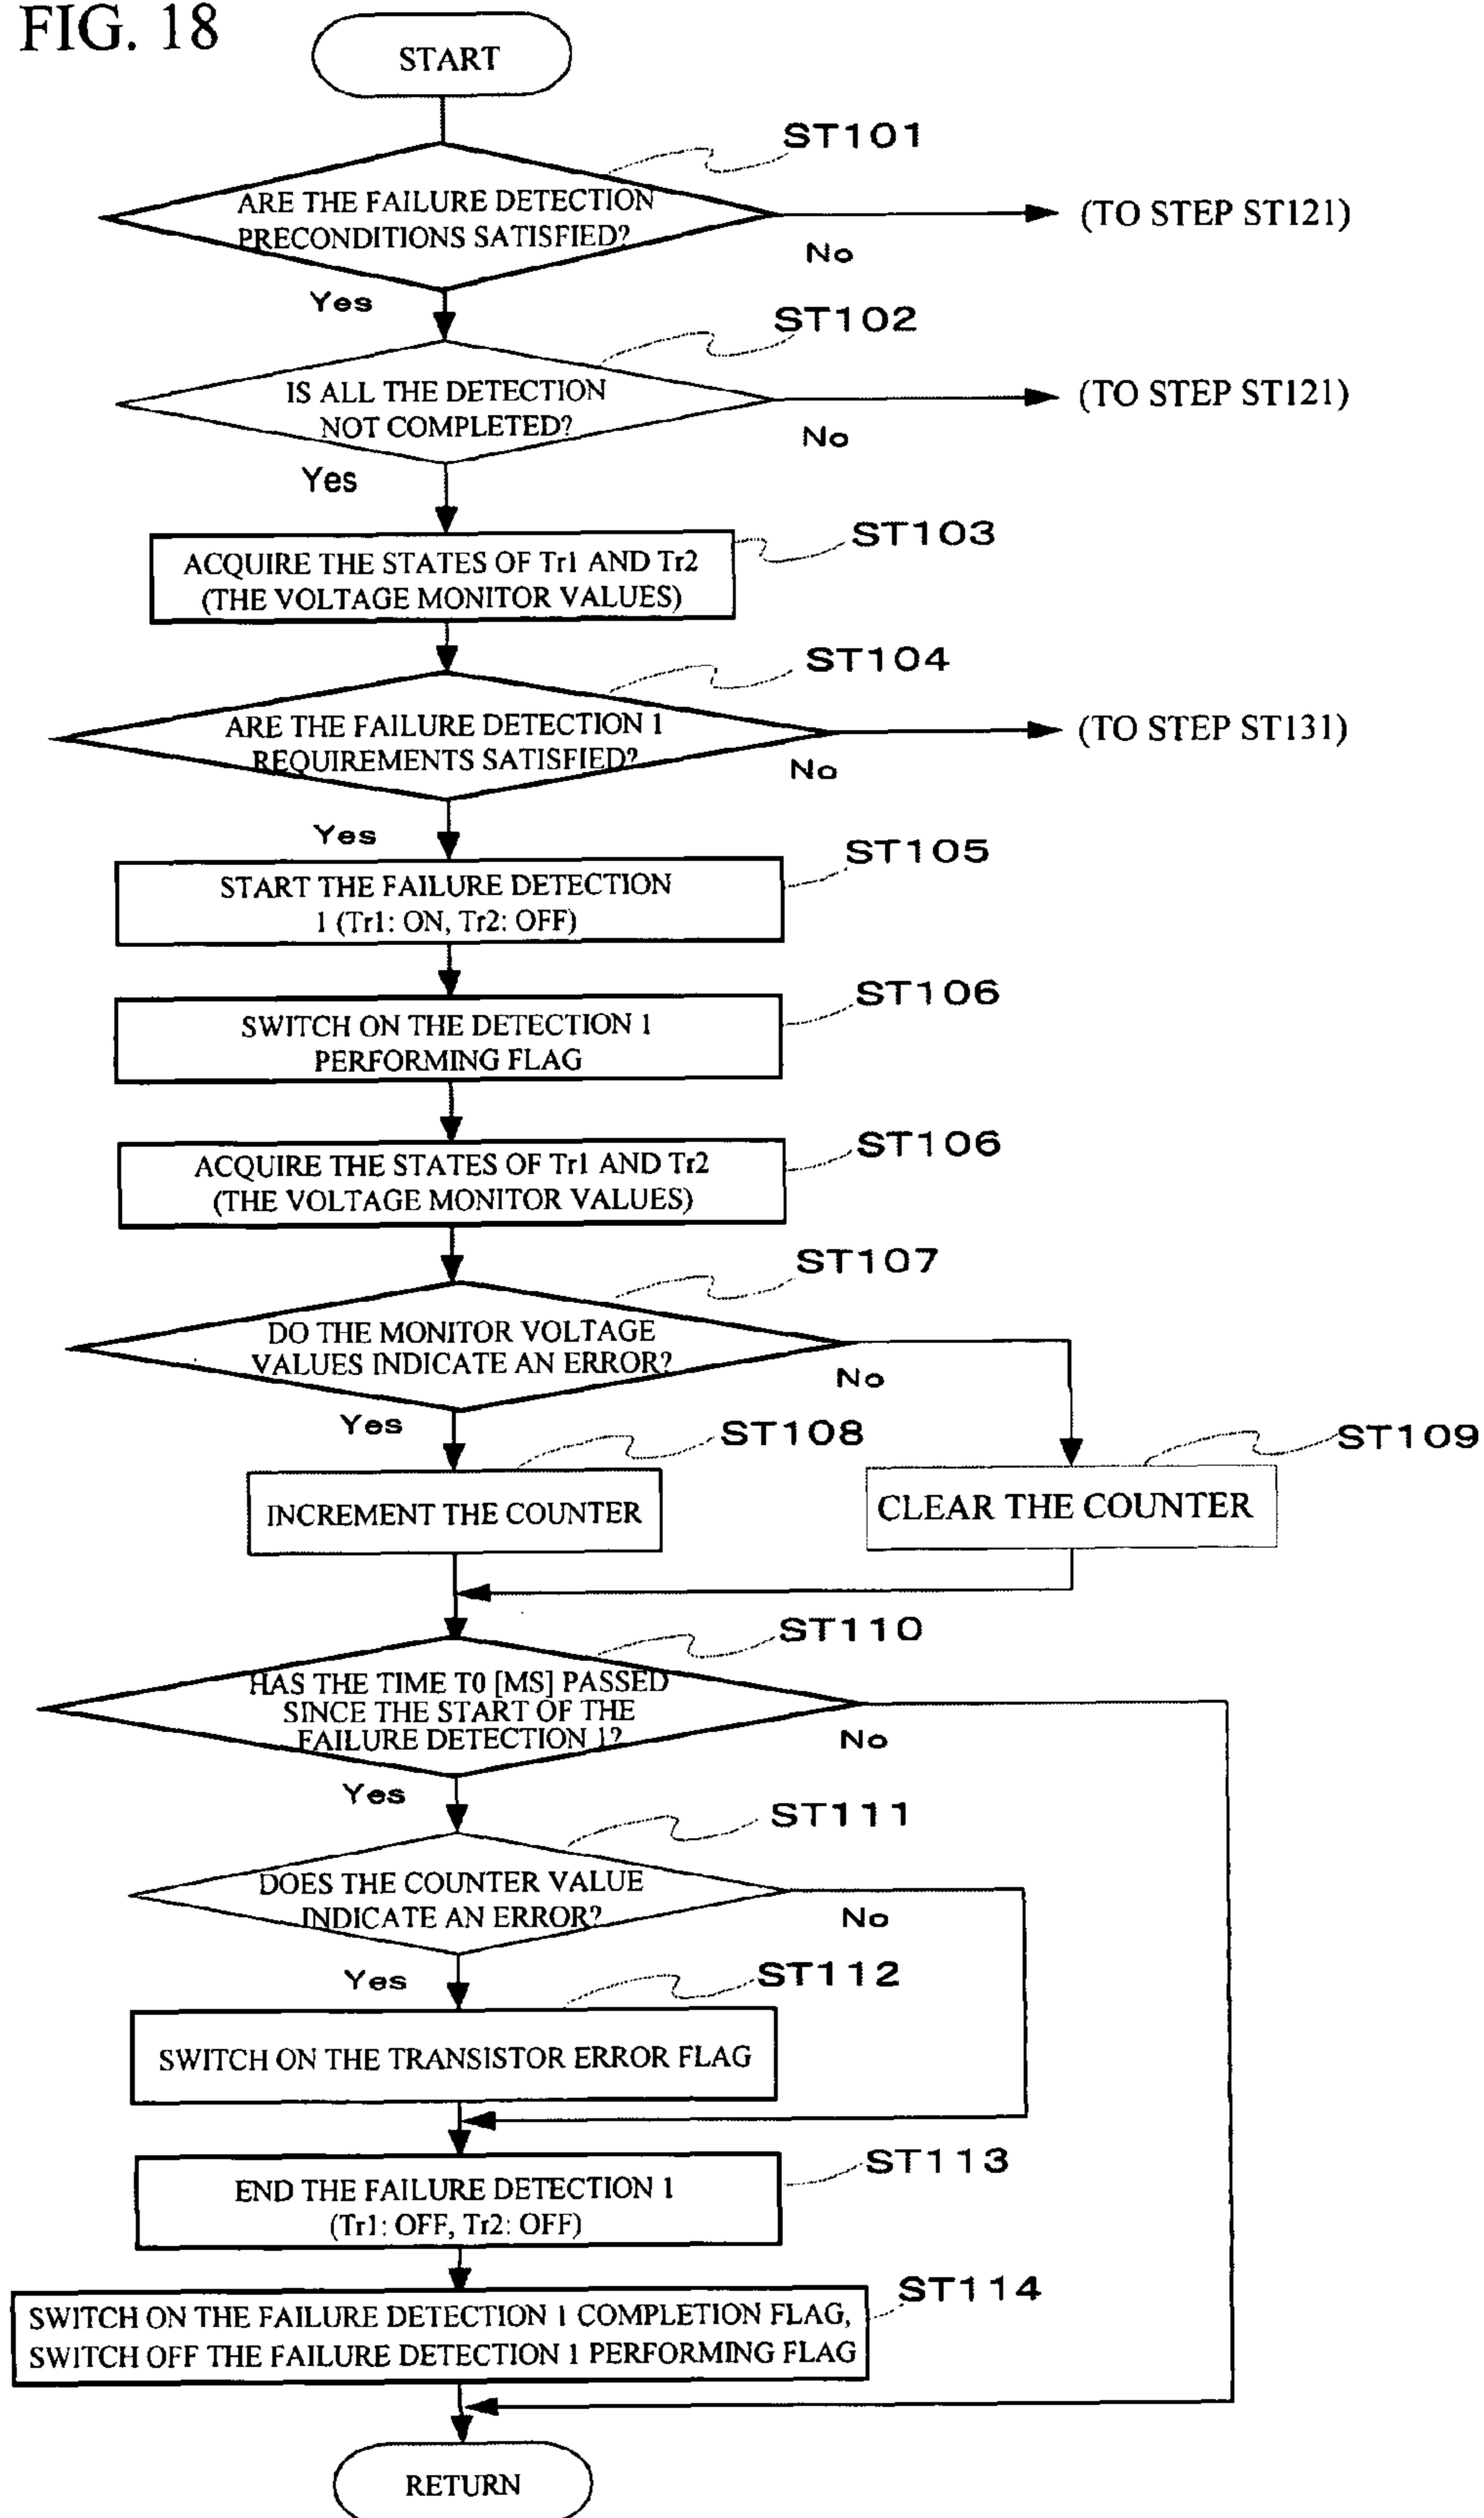 FIG. 18
START
ST101
ARE THE FAILURE DETECTION
PRECONDITIONS SATISFIED?
(TO STEP ST121)
No
Yes
ST102
IS ALL THE DETECTION
NOT COMPLETED?
(TO STEP ST121)
No
Yes
ST103
ACQUIRE THE STATES OF Tr1 AND Tr2
(THE VOLTAGE MONITOR VALUES)
ST104
ARE THE FAILURE DETECTION 1
REQUIREMENTS SATISFIED?
(TO STEP ST131)
No
Yes
ST105
START THE FAILURE DETECTION
1 (Tr1: ON, Tr2: OFF)
ST106
SWITCH ON THE DETECTION 1
PERFORMING FLAG
ST106
ACQUIRE THE STATES OF Tr1 AND Tr2
(THE VOLTAGE MONITOR VALUES)
ST107
DO THE MONITOR VOLTAGE
VALUES INDICATE AN ERROR?
No
Yes
ST108
ST109
INCREMENT THE COUNTER
CLEAR THE COUNTER
ST110
HAS THE TIME T0 [MS] PASSED
SINCE THE START OF THE
FAILURE DETECTION 1?
No
Yes
ST111
DOES THE COUNTER VALUE
INDICATE AN ERROR?
No
Yes
ST112
SWITCH ON THE TRANSISTOR ERROR FLAG
ST113
END THE FAILURE DETECTION 1
(Tr1: OFF, Tr2: OFF)
ST114
SWITCH ON THE FAILURE DETECTION 1 COMPLETION FLAG,
SWITCH OFF THE FAILURE DETECTION 1 PERFORMING FLAG
RETURN